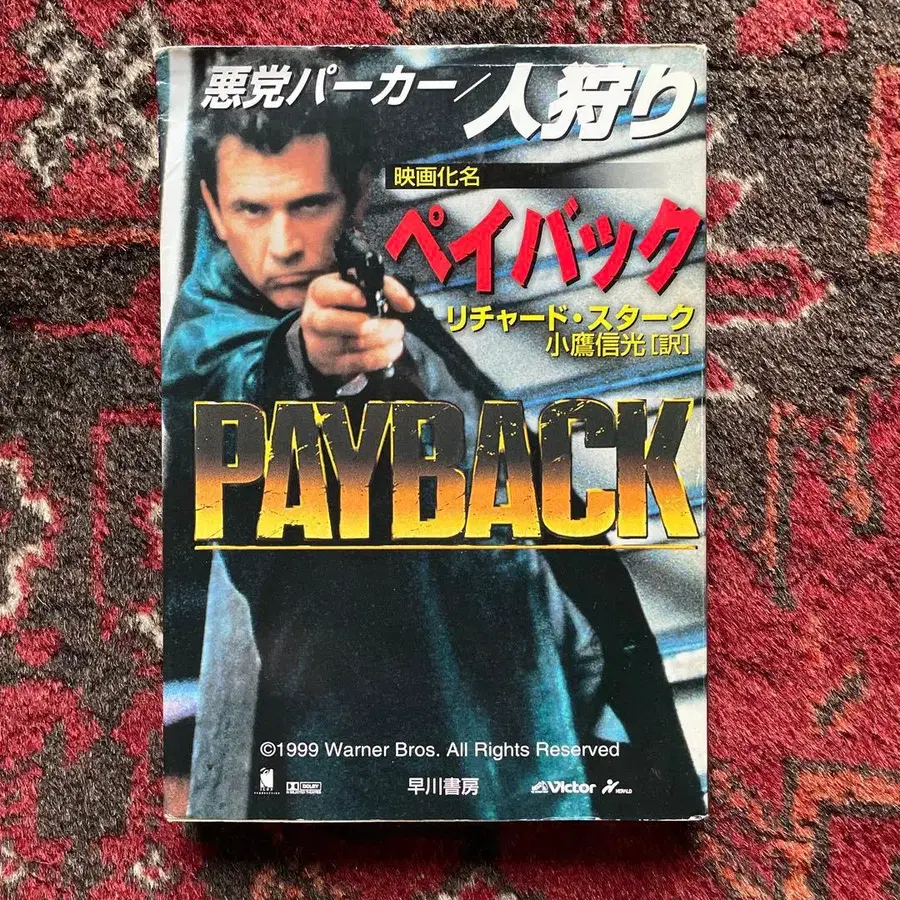 悪党パーカー/人狩り
映画化名
ペイバック
リチャード・スターク
小鷹信光[訳]
PAYBACK
©1999 Warner Bros. All Rights Reserved
DOLBY
早川書房
Victor
HERALD